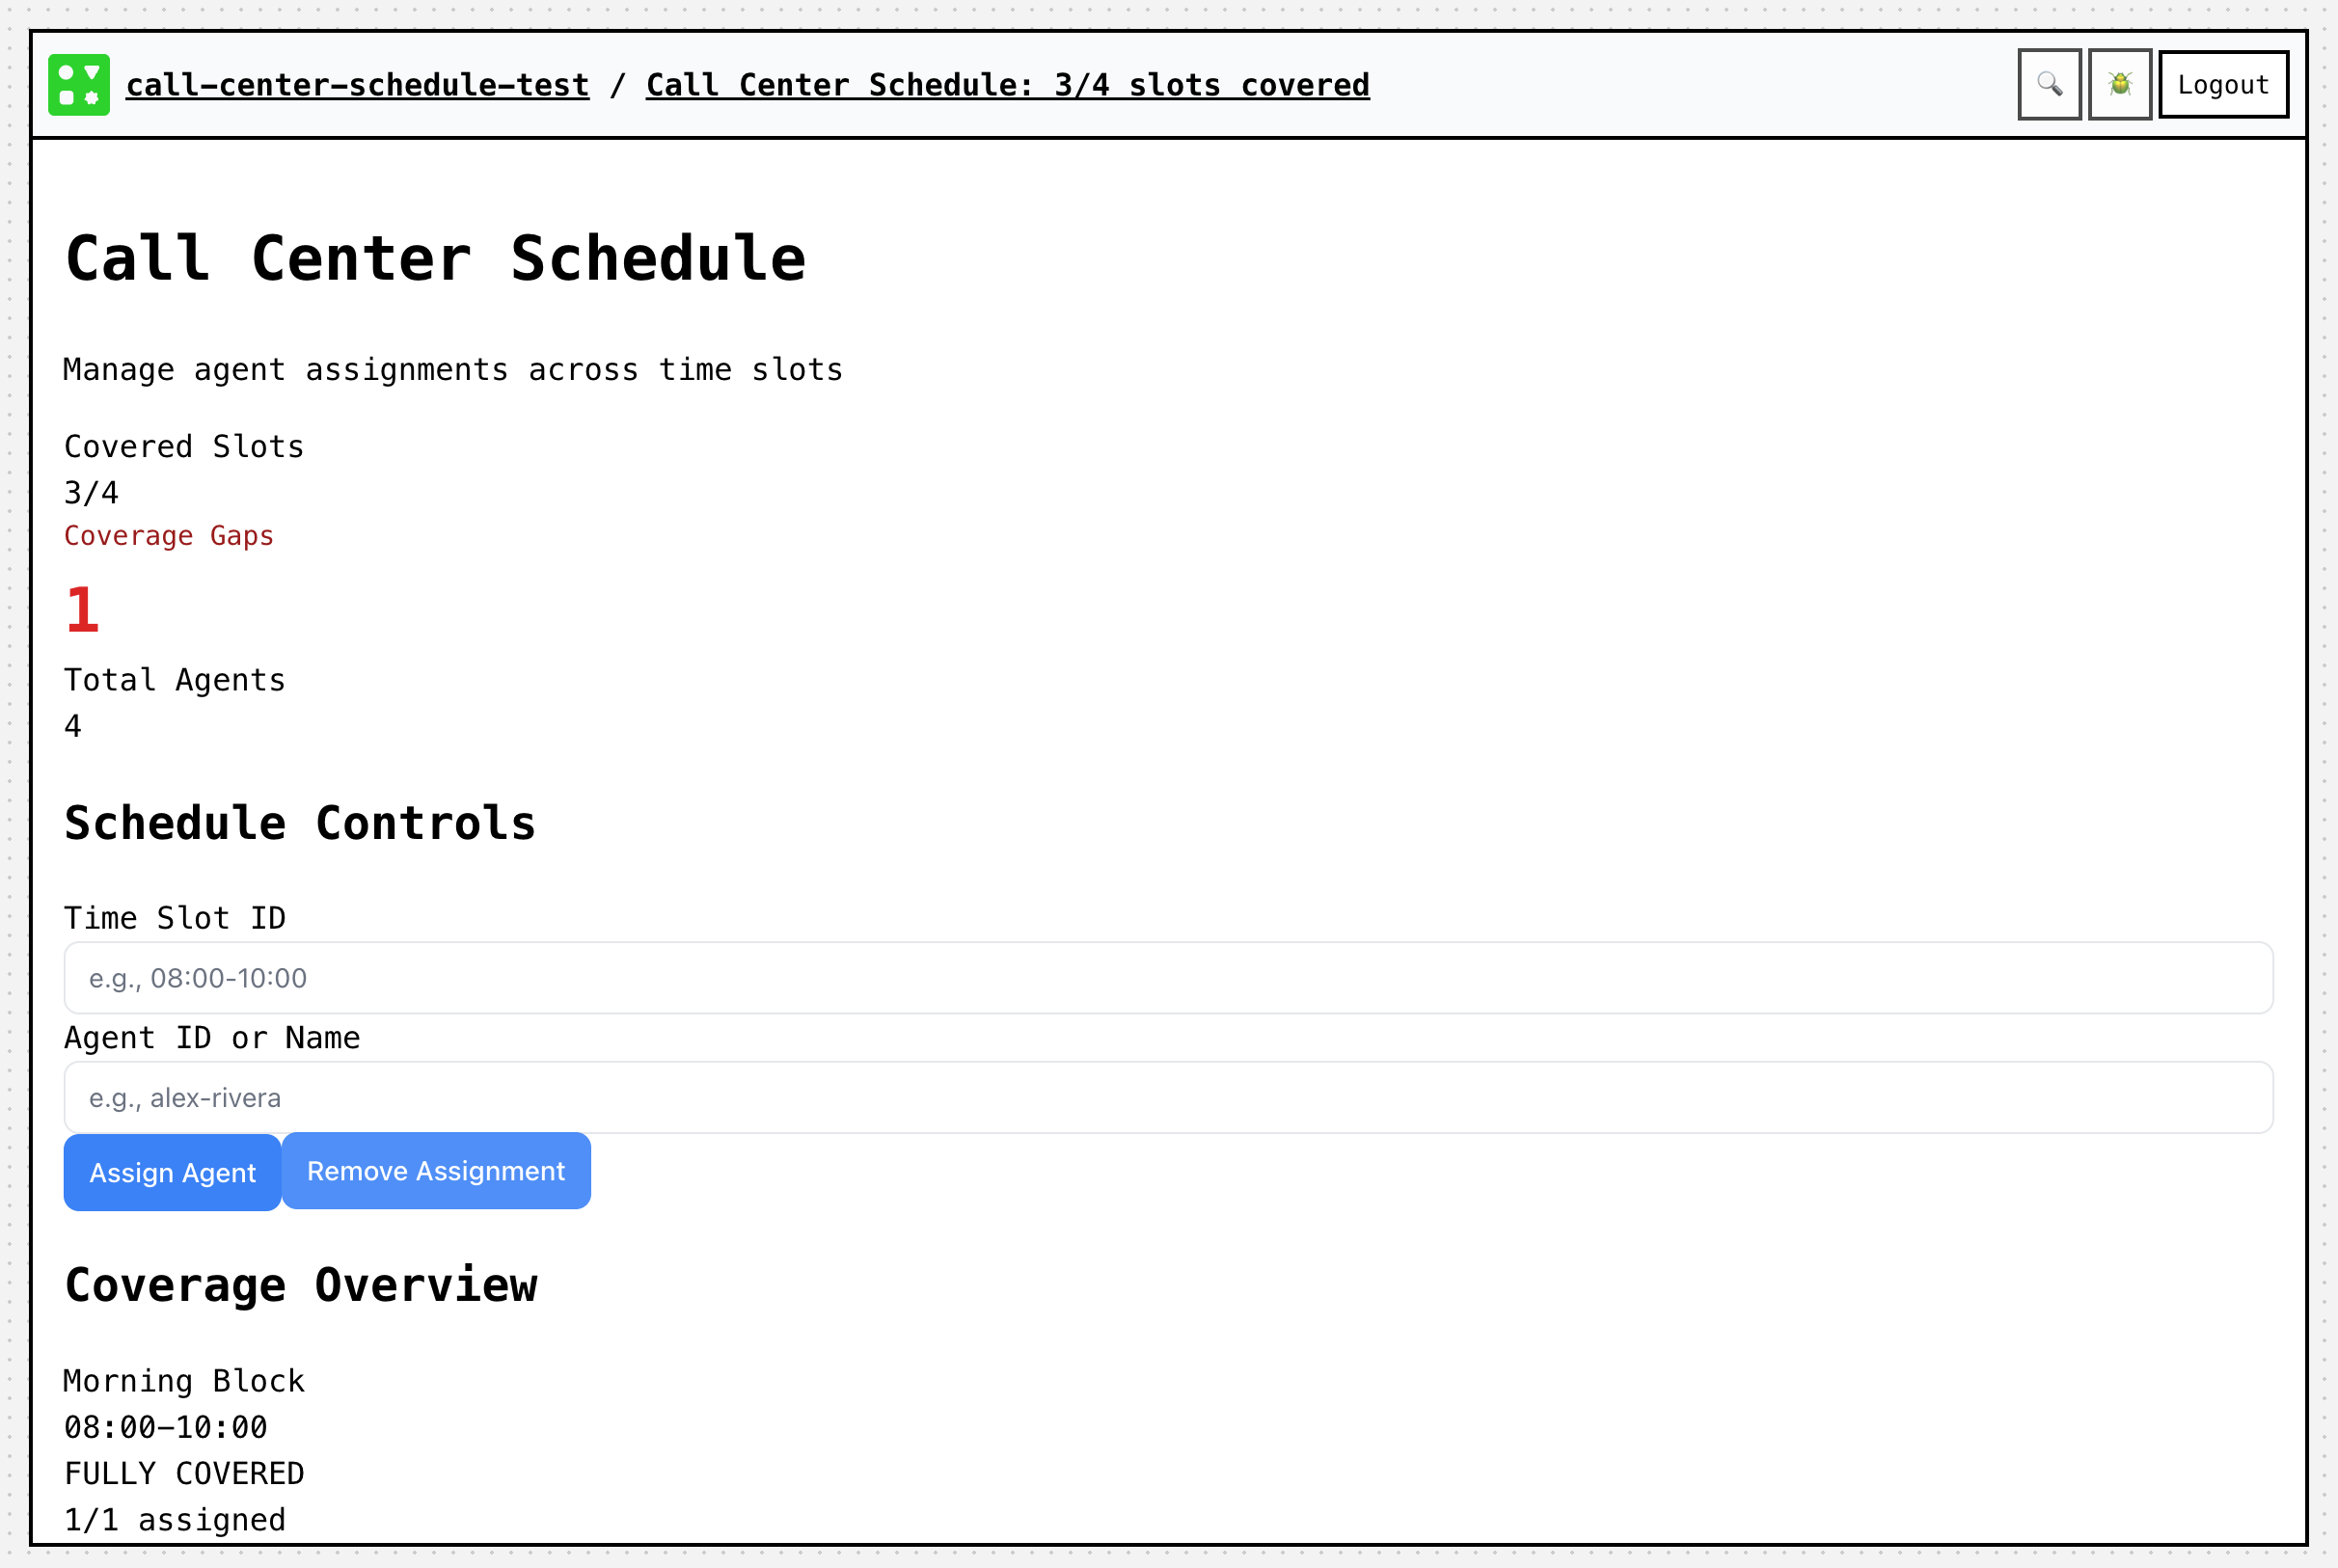 call-center-schedule-test / Call Center Schedule: 3/4 slots covered
Logout
Call Center Schedule
Manage agent assignments across time slots
Covered Slots
3/4
Coverage Gaps
1
Total Agents
4
Schedule Controls
Time Slot ID
e.g., 08:00-10:00
Agent ID or Name
e.g., alex-rivera
Assign Agent
Remove Assignment
Coverage Overview
Morning Block
08:00-10:00
FULLY COVERED
1/1 assigned